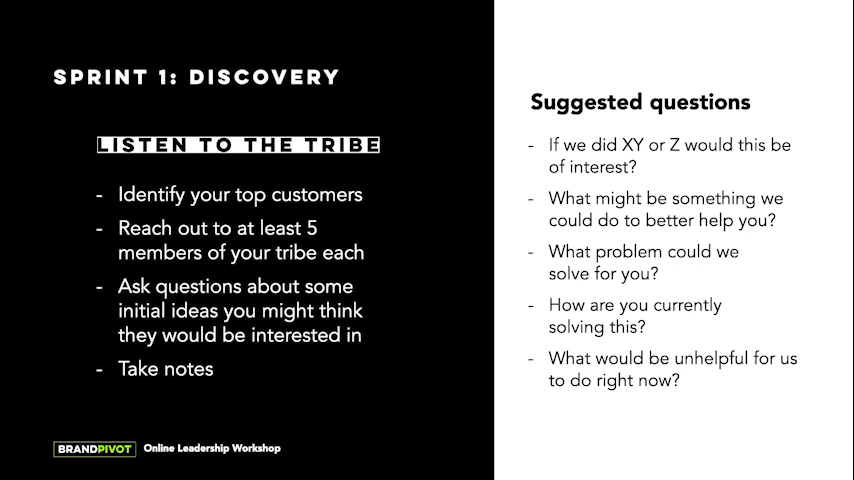 SPRINT 1: DISCOVERY
LISTEN TO THE TRIBE
- Identify your top customers
- Reach out to at least 5
members of your tribe each
- Ask questions about some
initial ideas you might think
they would be interested in
- Take notes
BRANDPIVOT Online Leadership Workshop
Suggested questions
- If we did XY or Z would this be
of interest?
- What might be something we
could do to better help you?
- What problem could we
solve for you?
- How are you currently
solving this?
- What would be unhelpful for us
to do right now?